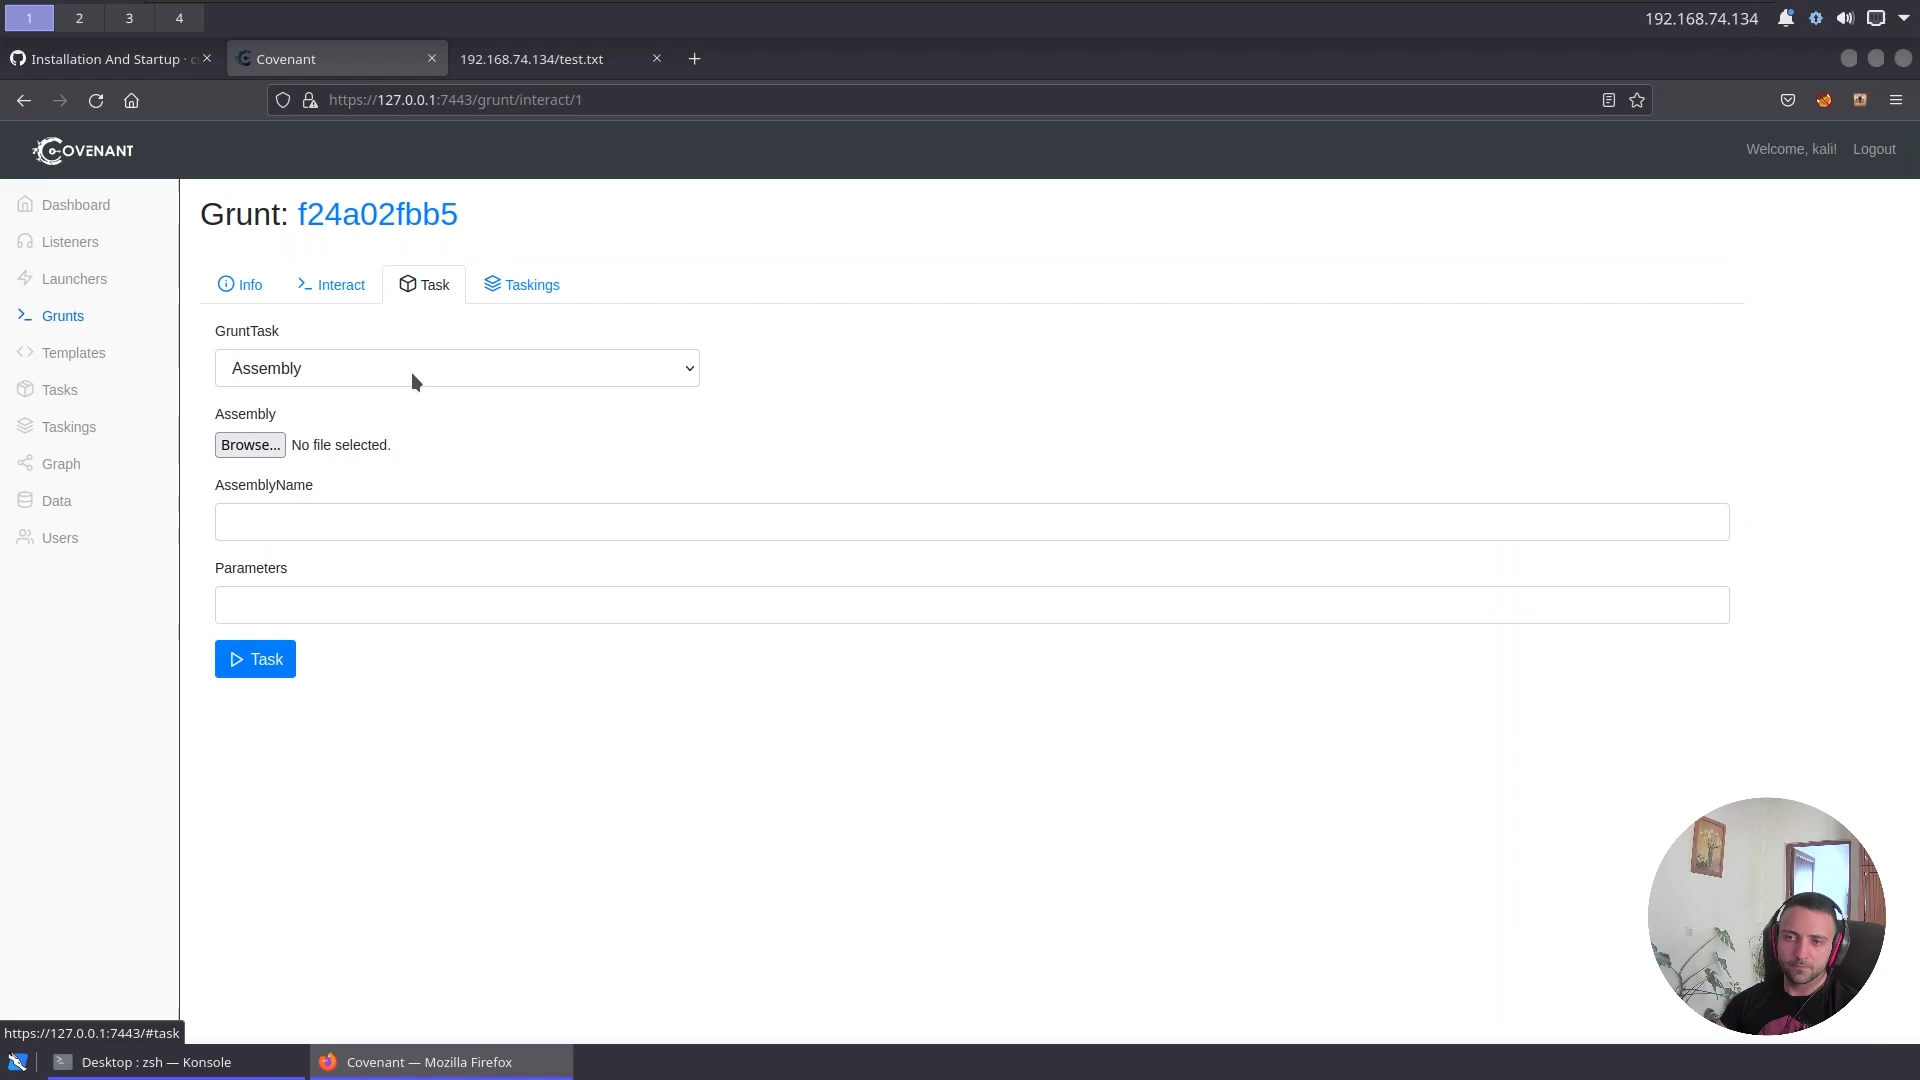 1 2 3 4 192.168.74.134
Installation And Startup · c Covenant 192.168.74.134/test.txt
https://127.0.0.1:7443/grunt/interact/1
COVENANT Welcome, kali! Logout
Dashboard
Listeners
Launchers
Grunts
Templates
Tasks
Taskings
Graph
Data
Users
Grunt: f24a02fbb5
Info Interact Task Taskings
GruntTask
Assembly
Assembly
Browse... No file selected.
AssemblyName
Parameters
Task
https://127.0.0.1:7443/#task
Desktop : zsh — Konsole Covenant — Mozilla Firefox